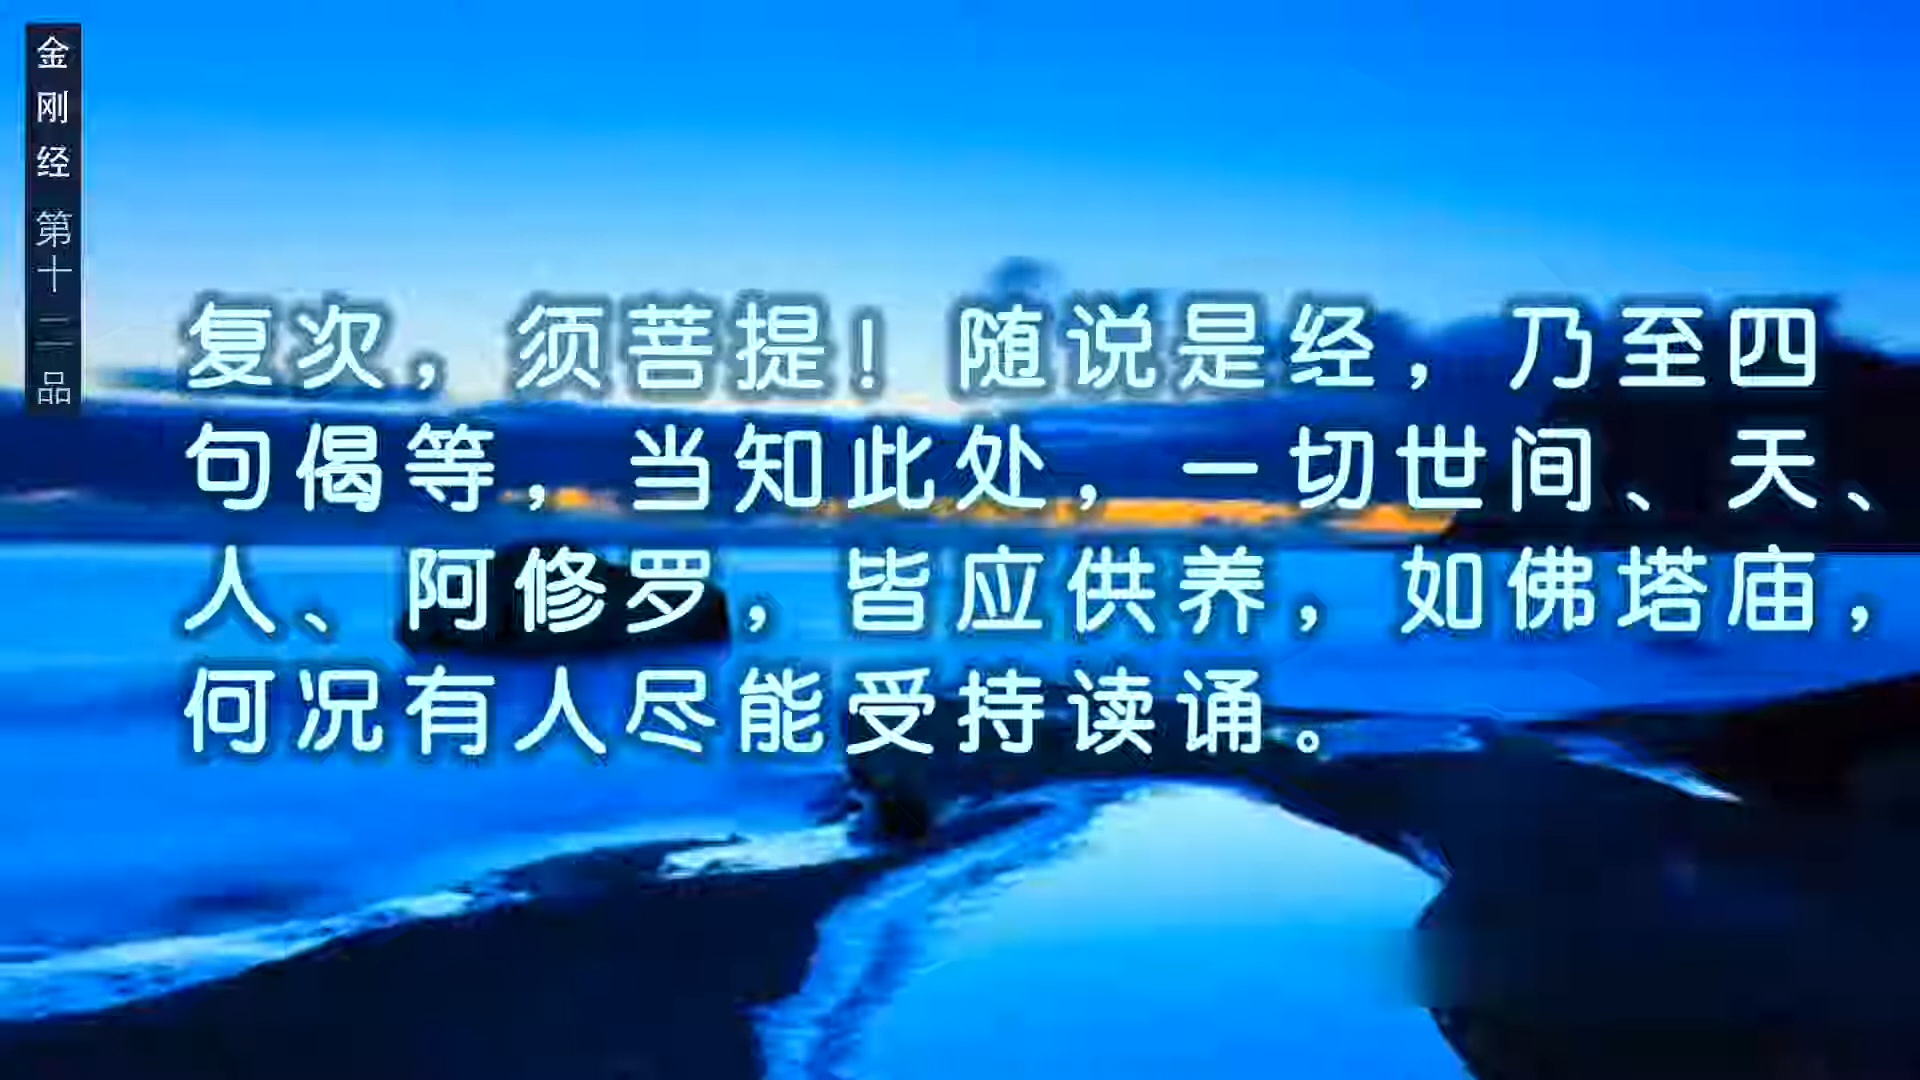 金刚经 第十二品
复次，须菩提！随说是经，乃至四
句偈等，当知此处，一切世间、天、
人、阿修罗，皆应供养，如佛塔庙，
何况有人尽能受持读诵。